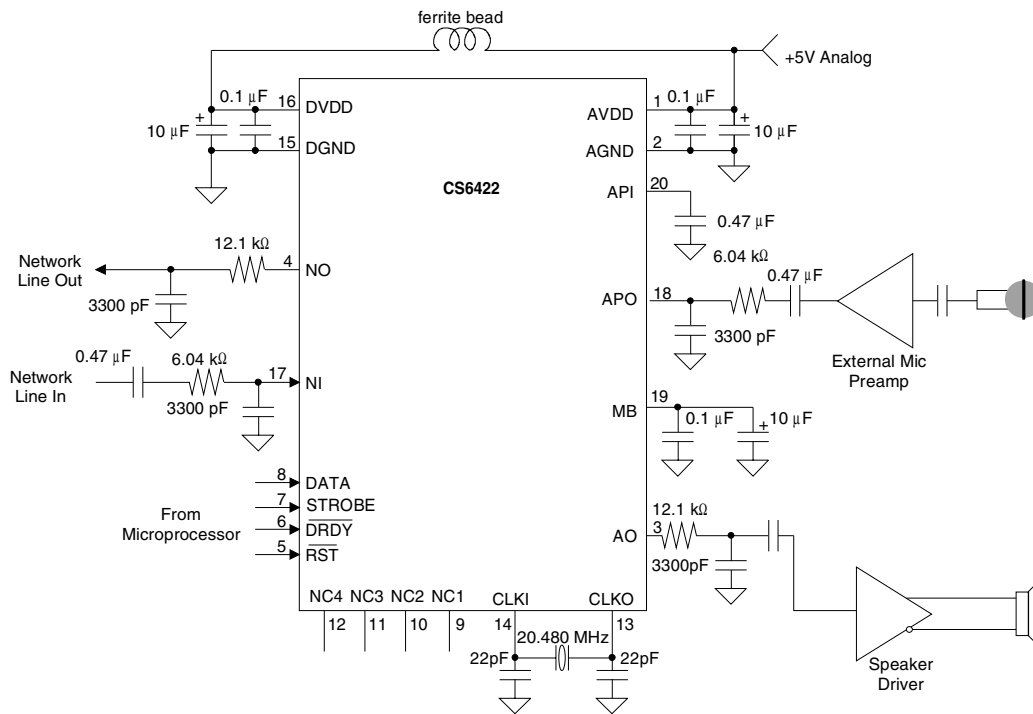 ferrite bead
+5V Analog
0.1 µF
16
DVDD
+
10 µF
15
DGND
1
0.1 µF
AVDD
+
10 µF
2
AGND
CS6422
20
API
0.47 µF
12.1 kΩ
4
NO
Network
Line Out
3300 pF
6.04 kΩ
0.47 µF
18
APO
3300 pF
External Mic
Preamp
0.47 µF
6.04 kΩ
Network
Line In
17
NI
3300 pF
19
MB
0.1 µF
+
10 µF
8
DATA
7
STROBE
From
Microprocessor
6
DRDY
5
RST
12.1 kΩ
AO
3
3300pF
NC4
NC3
NC2
NC1
CLKI
CLKO
12
11
10
9
14
13
20.480 MHz
22pF
22pF
Speaker
Driver